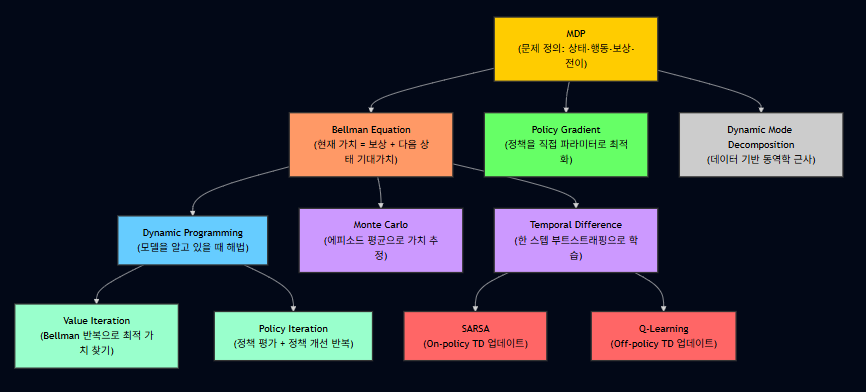 MDP
(문제 정의: 상태·행동·보상·
전이)
Bellman Equation
(현재 가치 = 보상 + 다음 상
태 기대가치)
Policy Gradient
(정책을 직접 파라미터로 최적
화)
Dynamic Mode
Decomposition
(데이터 기반 동역학 근사)
Dynamic Programming
(모델을 알고 있을 때 해법)
Monte Carlo
(에피소드 평균으로 가치 추
정)
Temporal Difference
(한 스텝 부트스트래핑으로 학
습)
Value Iteration
(Bellman 반복으로 최적 가
치 찾기)
Policy Iteration
(정책 평가 + 정책 개선 반복)
SARSA
(On-policy TD 업데이트)
Q-Learning
(Off-policy TD 업데이트)